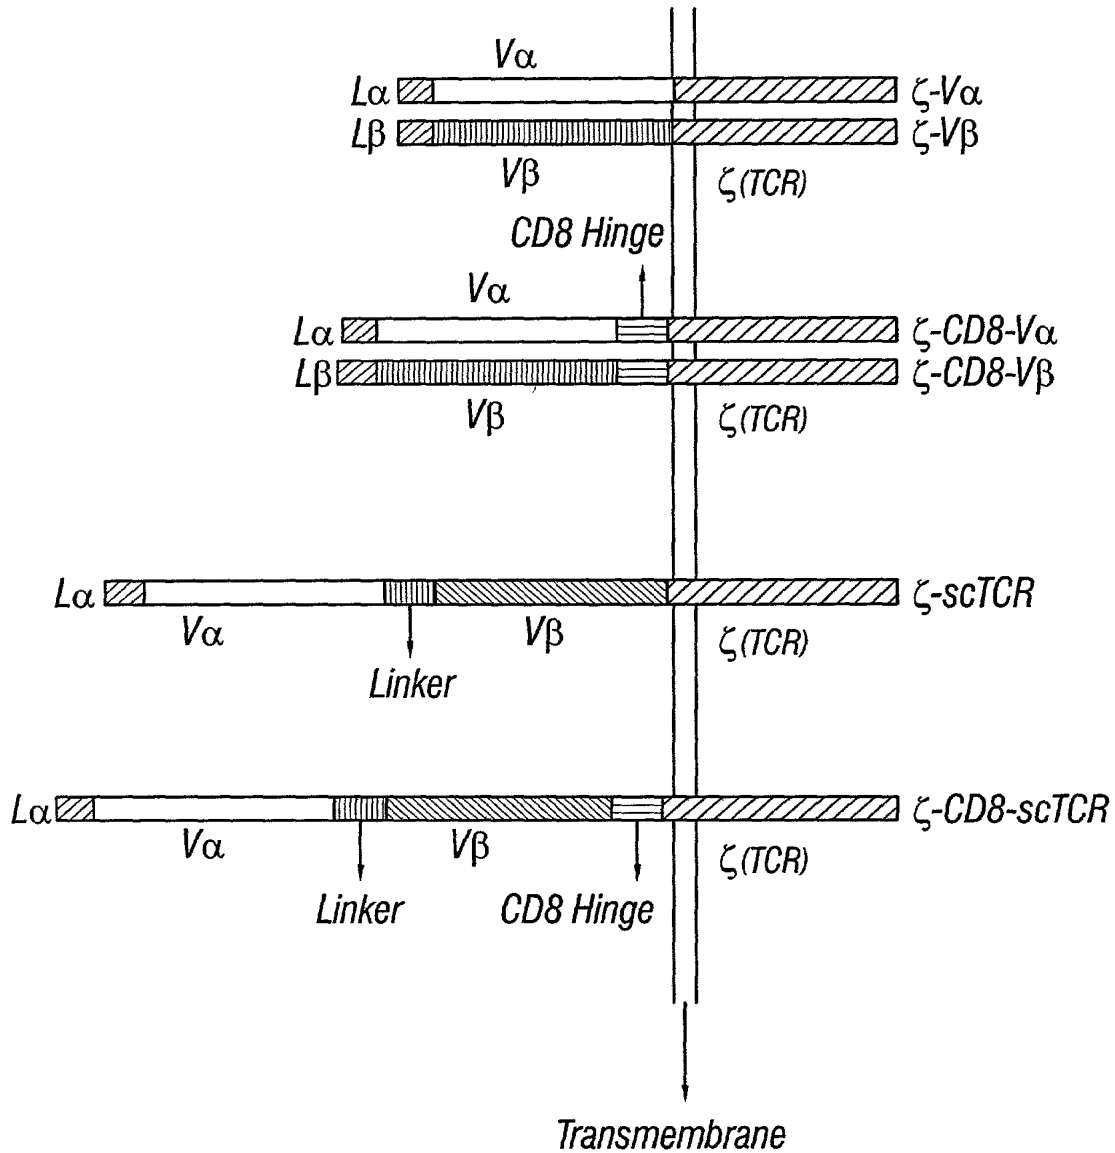 Vα
Lα ζ-Vα
Lβ ζ-Vβ
Vβ ζ(TCR)
CD8 Hinge
Vα
Lα ζ-CD8-Vα
Lβ ζ-CD8-Vβ
Vβ ζ(TCR)
Lα ζ-scTCR
Vα Vβ ζ(TCR)
Linker
Lα ζ-CD8-scTCR
Vα Vβ ζ(TCR)
Linker CD8 Hinge
Transmembrane